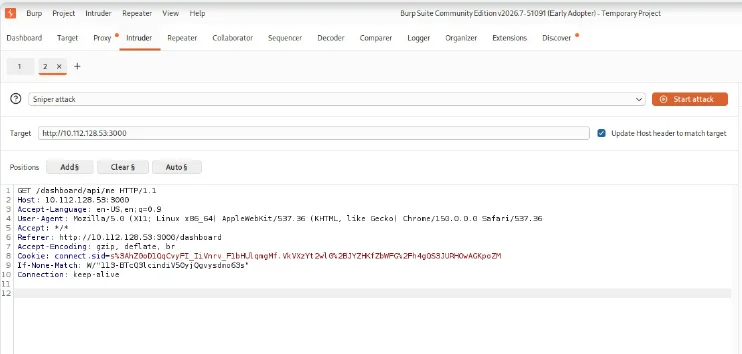 Burp Project Intruder Repeater View Help Burp Suite Community Edition v2026.7-51091 (Early Adopter) - Temporary Project
Dashboard Target Proxy Intruder Repeater Collaborator Sequencer Decoder Comparer Logger Organizer Extensions Discover
1 2 × +
Sniper attack Start attack
Target http://10.112.128.53:3000 Update Host header to match target
Positions Add § Clear § Auto §
1 GET /dashboard/api/me HTTP/1.1
2 Host: 10.112.128.53:3000
3 Accept-Language: en-US,en;q=0.9
4 User-Agent: Mozilla/5.0 (X11; Linux x86_64) AppleWebKit/537.36 (KHTML, like Gecko) Chrome/150.0.0.0 Safari/537.36
5 Accept: */*
6 Referer: http://10.112.128.53:3000/dashboard
7 Accept-Encoding: gzip, deflate, br
8 Cookie:
9 If-None-Match:
10 Connection: keep-alive
11
12